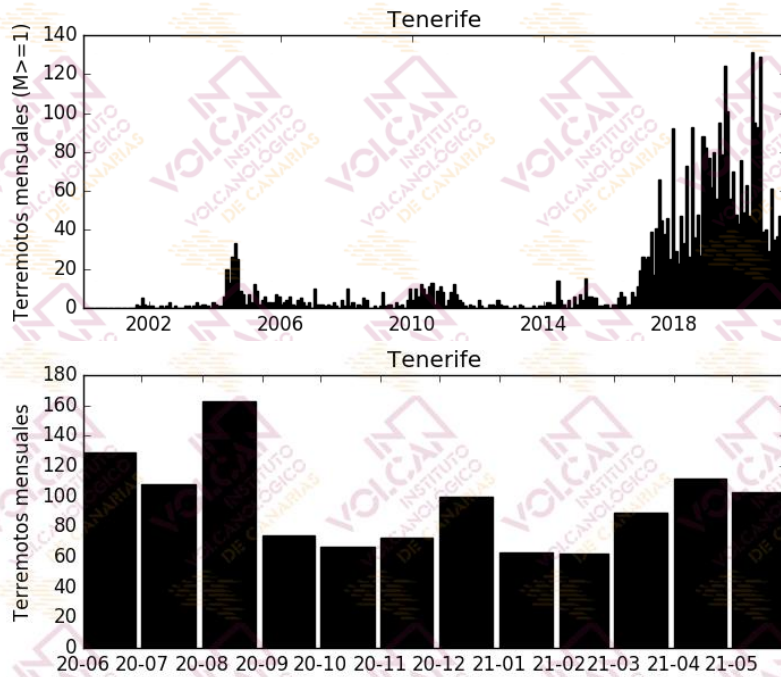 Tenerife
Terremotos mensuales (M>=1)
140
120
100
80
60
40
20
0
2002 2006 2010 2014 2018
Tenerife
Terremotos mensuales
180
160
140
120
100
80
60
40
20
0
20-06 20-07 20-08 20-09 20-10 20-11 20-12 21-01 21-02 21-03 21-04 21-05
INVOLCAN
INSTITUTO
VOLCANOLÓGICO
DE CANARIAS